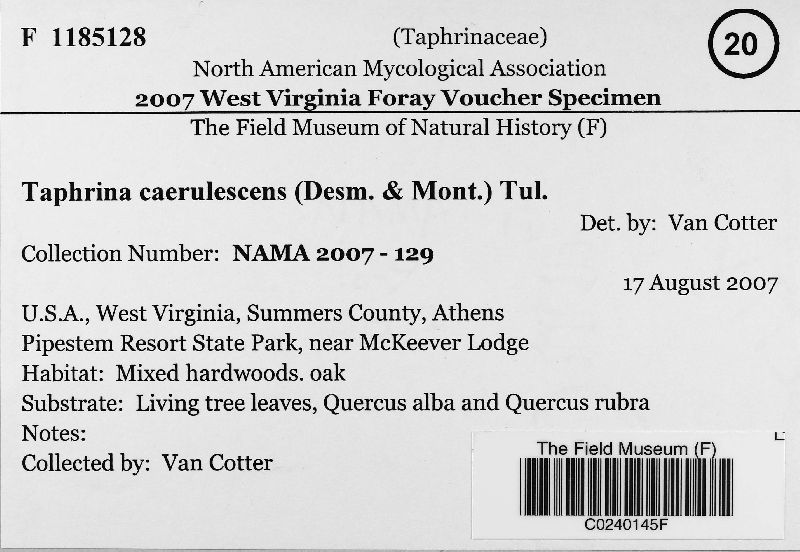 F 1185128 (Taphrinaceae) 20
North American Mycological Association
2007 West Virginia Foray Voucher Specimen
The Field Museum of Natural History (F)
Taphrina caerulescens (Desm. & Mont.) Tul.
Det. by: Van Cotter
Collection Number: NAMA 2007 - 129
17 August 2007
U.S.A., West Virginia, Summers County, Athens
Pipestem Resort State Park, near McKeever Lodge
Habitat: Mixed hardwoods. oak
Substrate: Living tree leaves, Quercus alba and Quercus rubra
Notes:
Collected by: Van Cotter
The Field Museum (F)
C0240145F